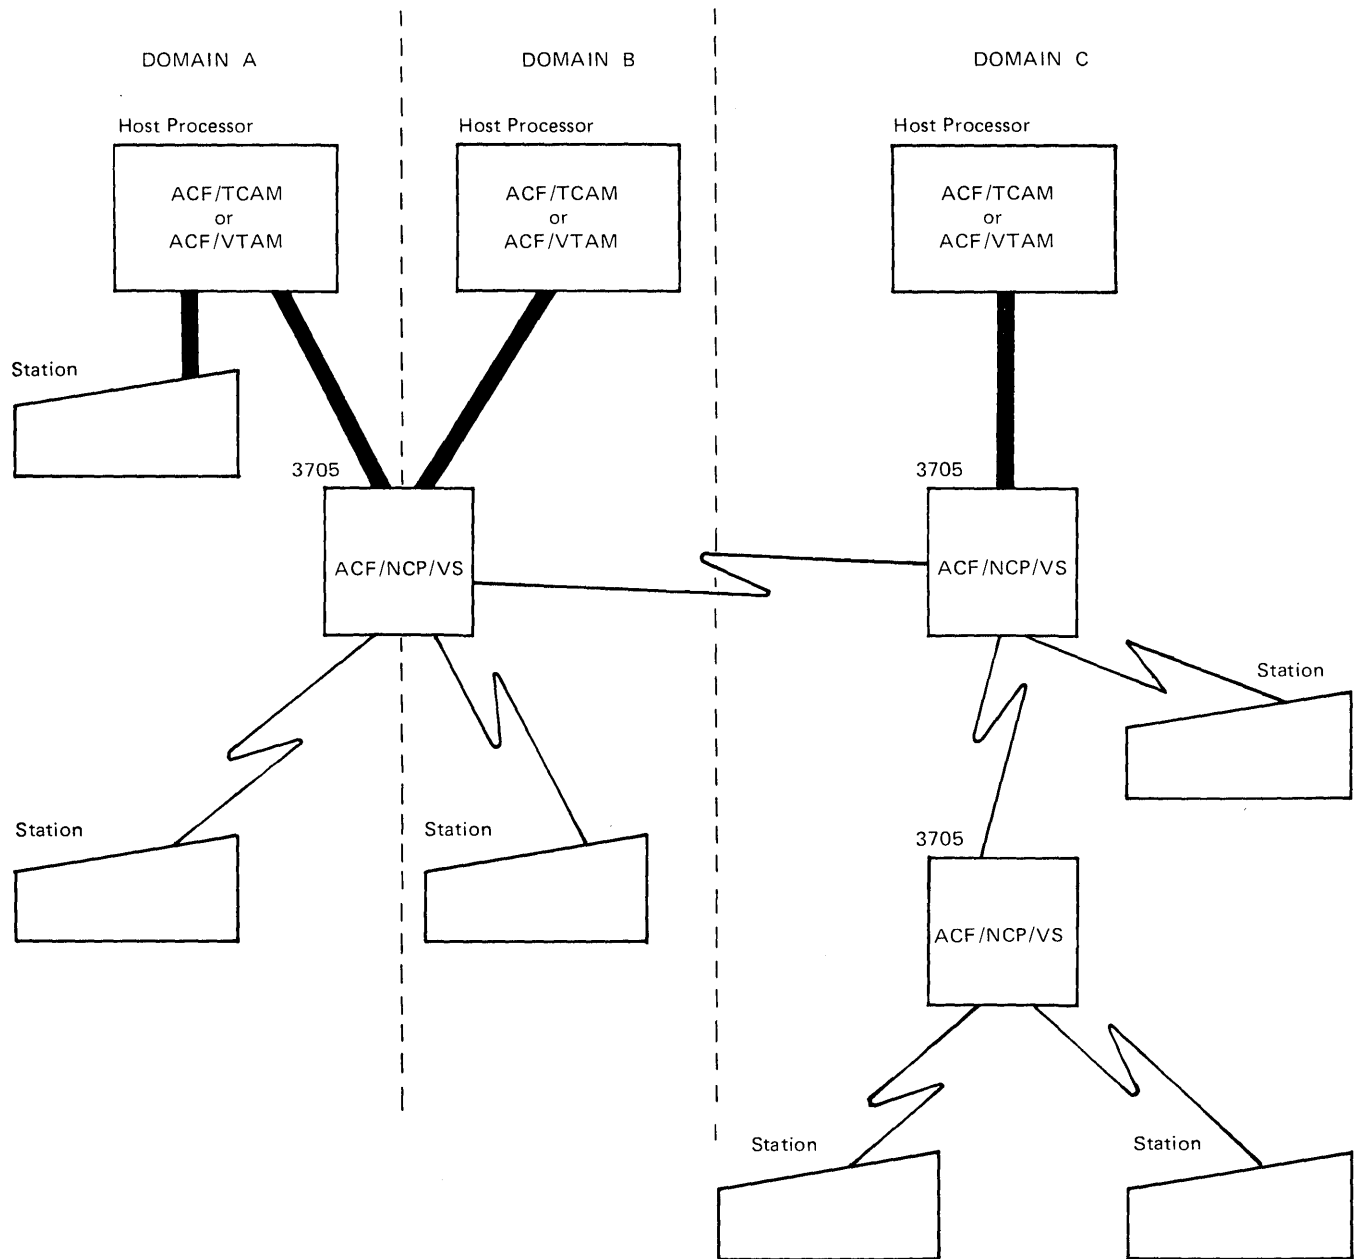 DOMAIN A
DOMAIN B
DOMAIN C
Host Processor
Host Processor
Host Processor
ACF/TCAM
or
ACF/VTAM
ACF/TCAM
or
ACF/VTAM
ACF/TCAM
or
ACF/VTAM
Station
3705
3705
ACF/NCP/VS
ACF/NCP/VS
Station
Station
Station
3705
ACF/NCP/VS
Station
Station